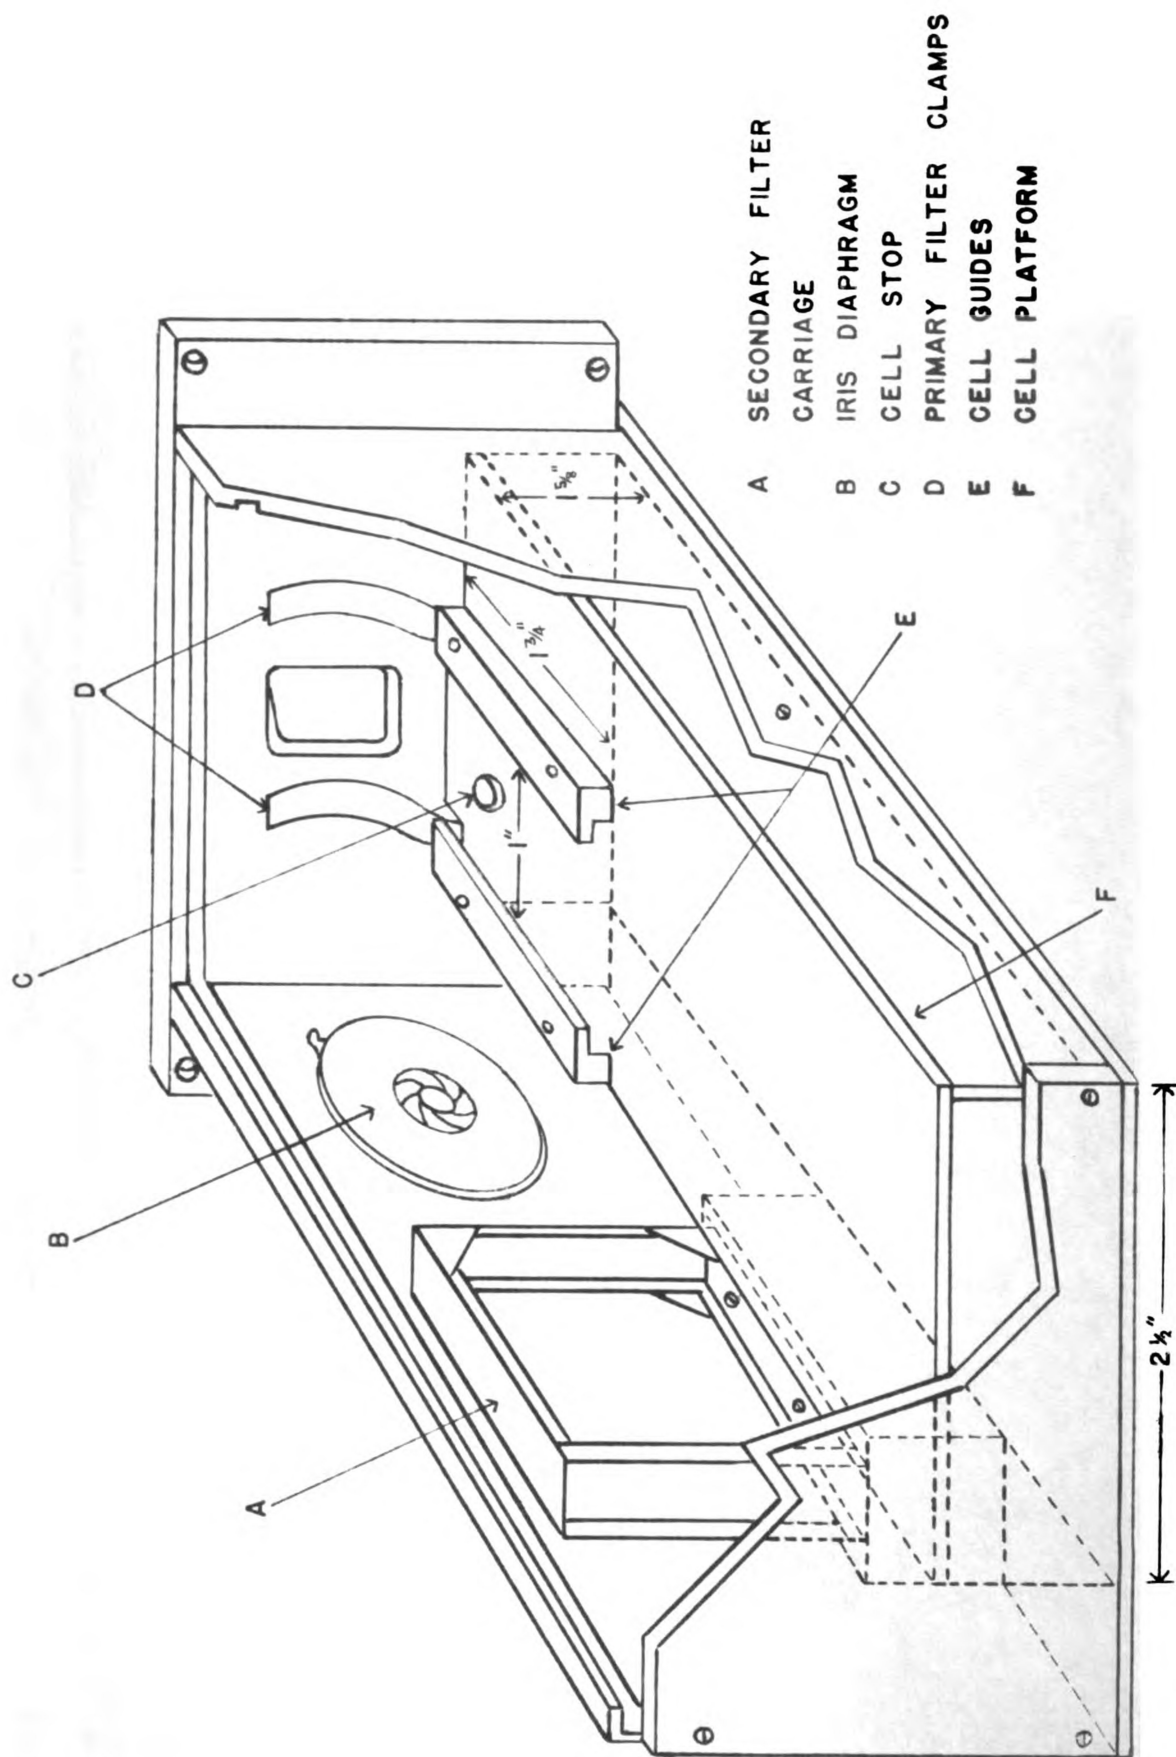 D
C
B
A
1 5/8"
1 3/4"
1"
E
F
2 1/2"
A SECONDARY FILTER
CARRIAGE
B IRIS DIAPHRAGM
C CELL STOP
D PRIMARY FILTER CLAMPS
E CELL GUIDES
F CELL PLATFORM